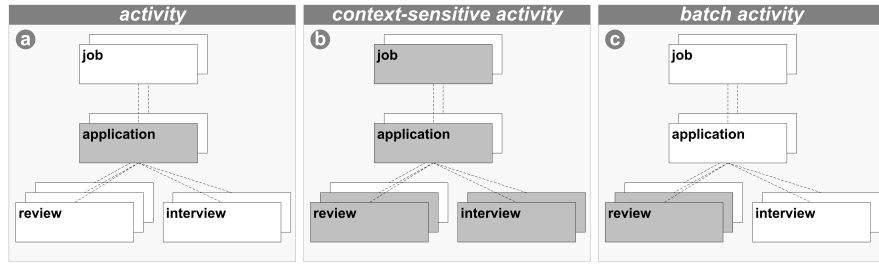 activity
context-sensitive activity
batch activity
a
job
application
review
interview
b
job
application
review
interview
c
job
application
review
interview